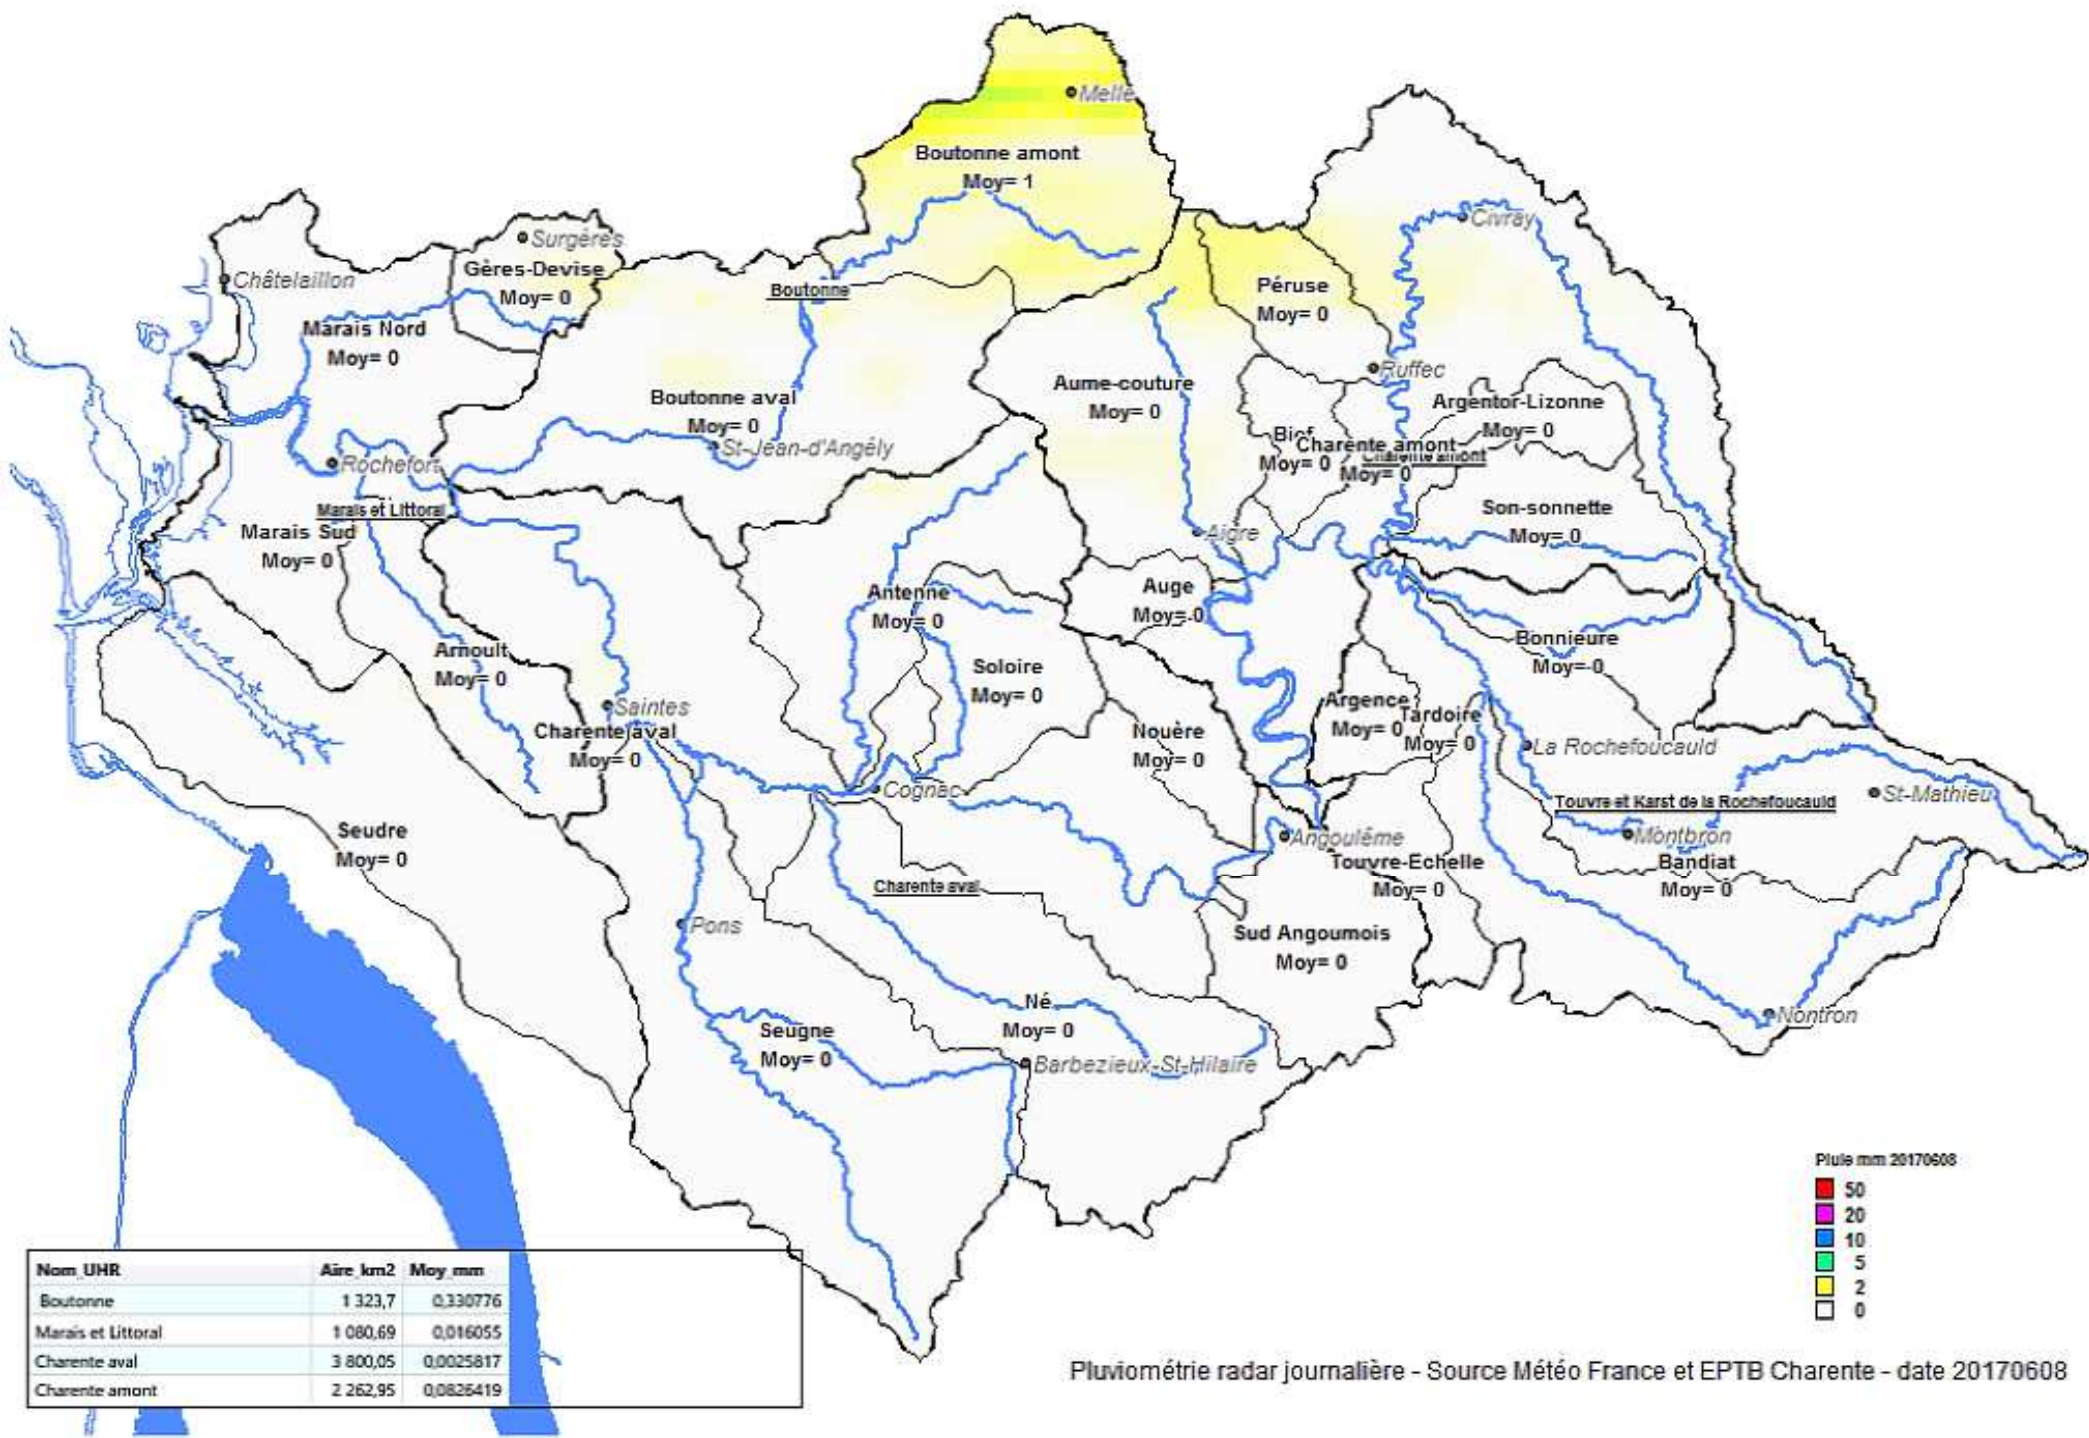 Melle
Boutonne amont
Moy= 1
Civray
Surgères
Châtelaillon
Gères-Devise
Moy= 0
Boutonne
Péruse
Moy= 0
Marais Nord
Moy= 0
Ruffec
Aume-couture
Moy= 0
Boutonne aval
Moy= 0
Argentor-Lizonne
Moy= 0
St-Jean-d'Angély
Moy= 0
Charente amont
Moy= 0
Charente amont
Rochefort
Marais et Littoral
Marais Sud
Moy= 0
Son-sonnette
Moy= 0
Aigre
Antenne
Moy= 0
Auge
Moy= 0
Bonnieure
Moy= 0
Arnoult
Moy= 0
Soloire
Moy= 0
Argence
Moy= 0
Tardoire
Moy= 0
Saintes
Charente aval
Moy= 0
Nouère
Moy= 0
La Rochefoucauld
Cognac
St-Mathieu
Touvre et Karst de la Rochefoucauld
Seudre
Moy= 0
Angoulême
Montbron
Touvre-Echelle
Moy= 0
Bandiat
Moy= 0
Charente aval
Pons
Sud Angoumois
Moy= 0
Né
Moy= 0
Nontron
Seugne
Moy= 0
Barbezieux-St-Hilaire
Pluie mm 20170608
50
20
10
5
2
0
Nom_UHR Aire_km2 Moy_mm
Boutonne 1 323,7 0,330776
Marais et Littoral 1 080,69 0,016055
Charente aval 3 800,05 0,0025817
Charente amont 2 262,95 0,0826419
Pluviométrie radar journalière - Source Météo France et EPTB Charente - date 20170608